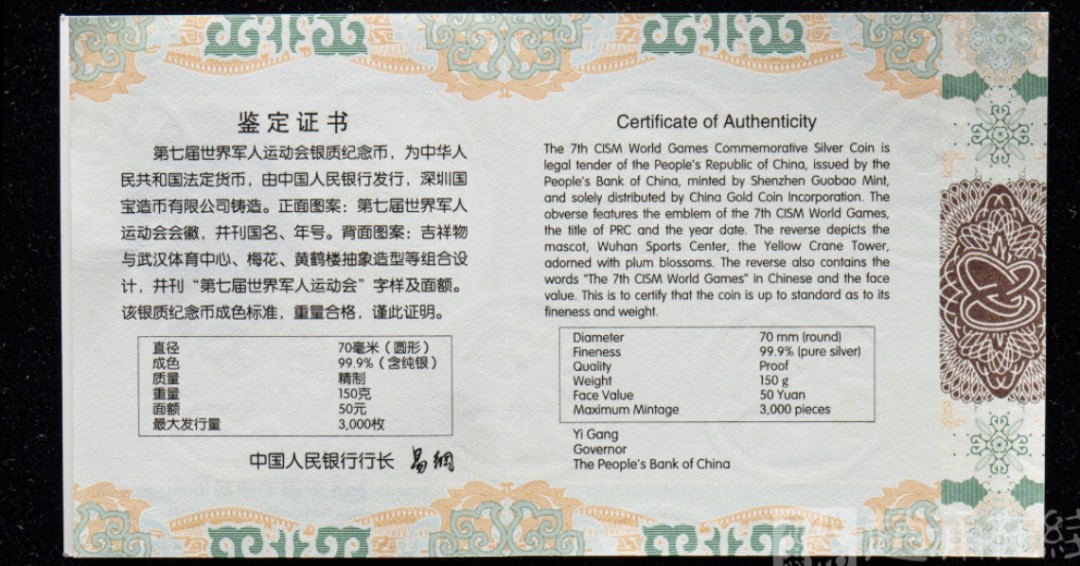 鉴定证书
第七届世界军人运动会银质纪念币，为中华人
民共和国法定货币，由中国人民银行发行，深圳国
宝造币有限公司铸造。正面图案：第七届世界军人
运动会会徽，并刊国名、年号。背面图案：吉祥物
与武汉体育中心、梅花、黄鹤楼抽象造型等组合设
计，并刊“第七届世界军人运动会”字样及面额。
该银质纪念币成色标准，重量合格，谨此证明。
直径 70毫米（圆形）
成色 99.9%（含纯银）
质量 精制
重量 150克
面额 50元
最大发行量 3,000枚
中国人民银行行长 易纲
Certificate of Authenticity
The 7th CISM World Games Commemorative Silver Coin is
legal tender of the People's Republic of China, issued by the
People's Bank of China, minted by Shenzhen Guobao Mint,
and solely distributed by China Gold Coin Incorporation. The
obverse features the emblem of the 7th CISM World Games,
the title of PRC and the year date. The reverse depicts the
mascot, Wuhan Sports Center, the Yellow Crane Tower,
adorned with plum blossoms. The reverse also contains the
words "The 7th CISM World Games" in Chinese and the face
value. This is to certify that the coin is up to standard as to its
fineness and weight.
Diameter 70 mm (round)
Fineness 99.9% (pure silver)
Quality Proof
Weight 150 g
Face Value 50 Yuan
Maximum Mintage 3,000 pieces
Yi Gang
Governor
The People's Bank of China